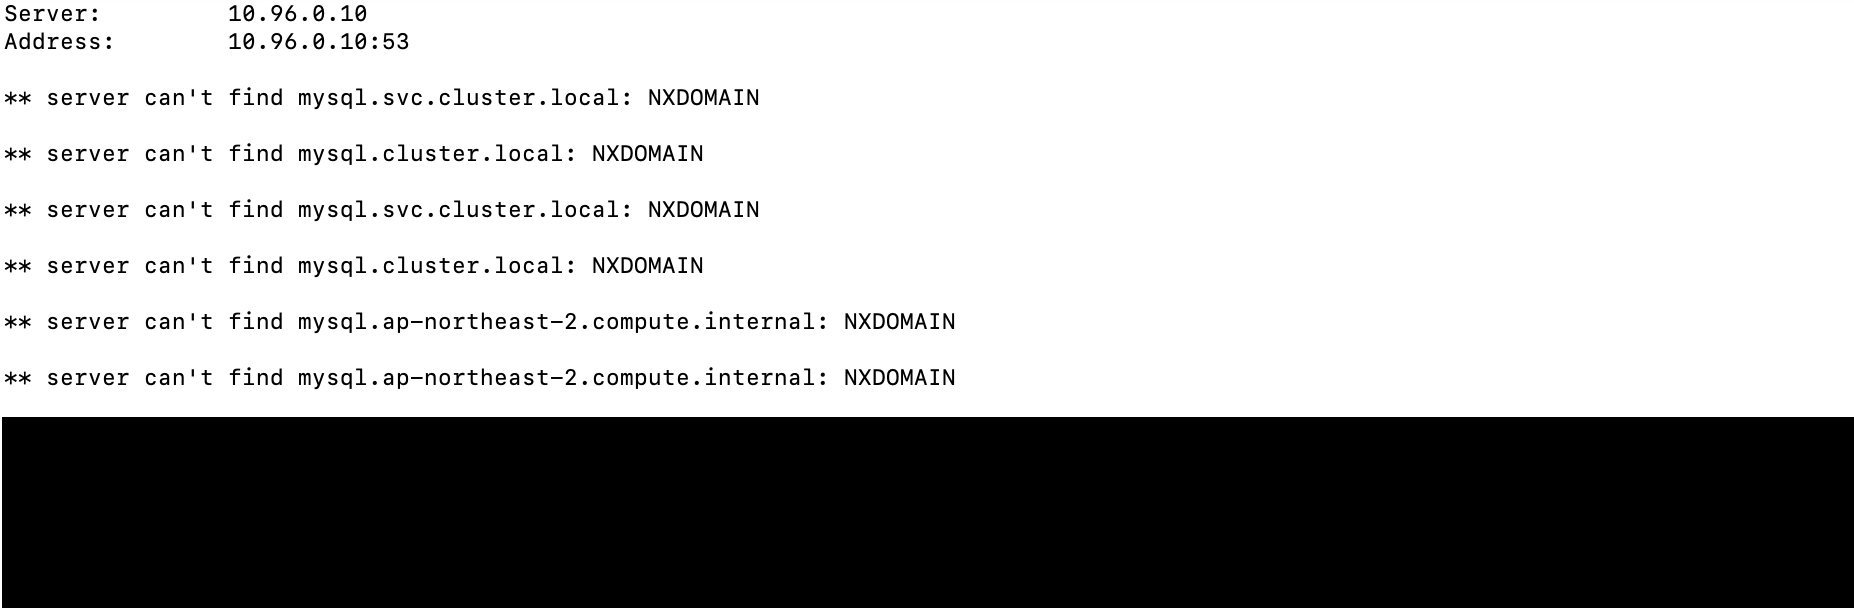 Server:         10.96.0.10
Address:        10.96.0.10:53
** server can't find mysql.svc.cluster.local: NXDOMAIN
** server can't find mysql.cluster.local: NXDOMAIN
** server can't find mysql.svc.cluster.local: NXDOMAIN
** server can't find mysql.cluster.local: NXDOMAIN
** server can't find mysql.ap-northeast-2.compute.internal: NXDOMAIN
** server can't find mysql.ap-northeast-2.compute.internal: NXDOMAIN